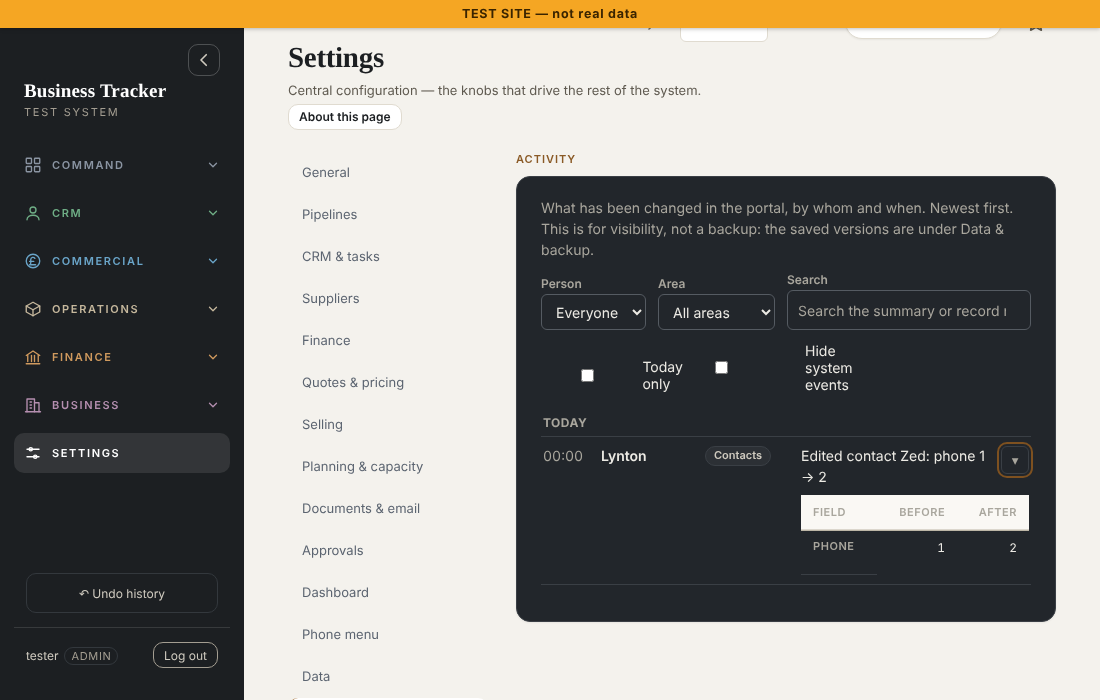 TEST SITE — not real data
Business Tracker
TEST SYSTEM
COMMAND
CRM
COMMERCIAL
OPERATIONS
FINANCE
BUSINESS
SETTINGS
↶ Undo history
tester
ADMIN
Log out
Settings
Central configuration — the knobs that drive the rest of the system.
About this page
General
Pipelines
CRM & tasks
Suppliers
Finance
Quotes & pricing
Selling
Planning & capacity
Documents & email
Approvals
Dashboard
Phone menu
Data
ACTIVITY
What has been changed in the portal, by whom and when. Newest first.
This is for visibility, not a backup: the saved versions are under Data &
backup.
Person
Area
Search
Everyone
All areas
Search the summary or record
Today
only
Hide
system
events
TODAY
00:00 Lynton Contacts Edited contact Zed: phone 1
→ 2
▾
FIELD BEFORE AFTER
PHONE 1 2